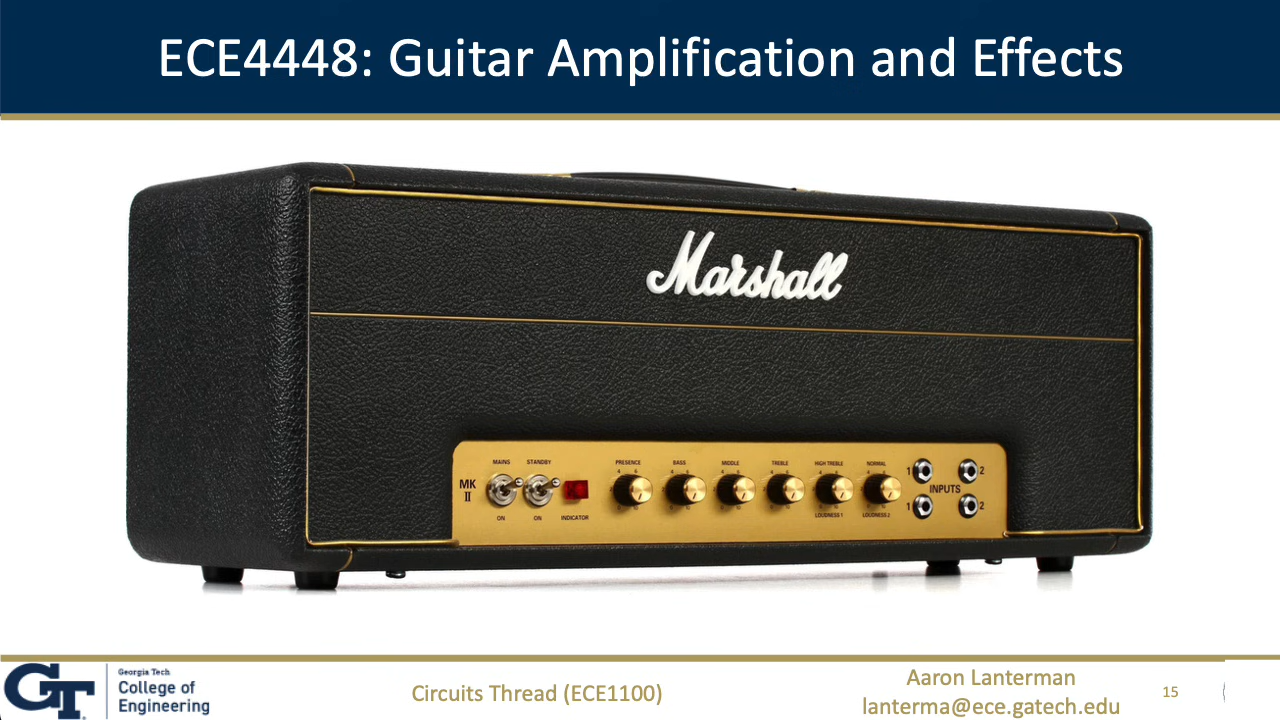 ECE4448: Guitar Amplification and Effects
Marshall
MAINS STANDBY PRESENCE BASS MIDDLE TREBLE HIGH TREBLE NORMAL
MK
II
1 2
INPUTS
1 2
ON ON INDICATOR LOUDNESS 1 LOUDNESS 2
Georgia Tech
College of
Engineering
GT
Circuits Thread (ECE1100)
Aaron Lanterman
lanterma@ece.gatech.edu
15